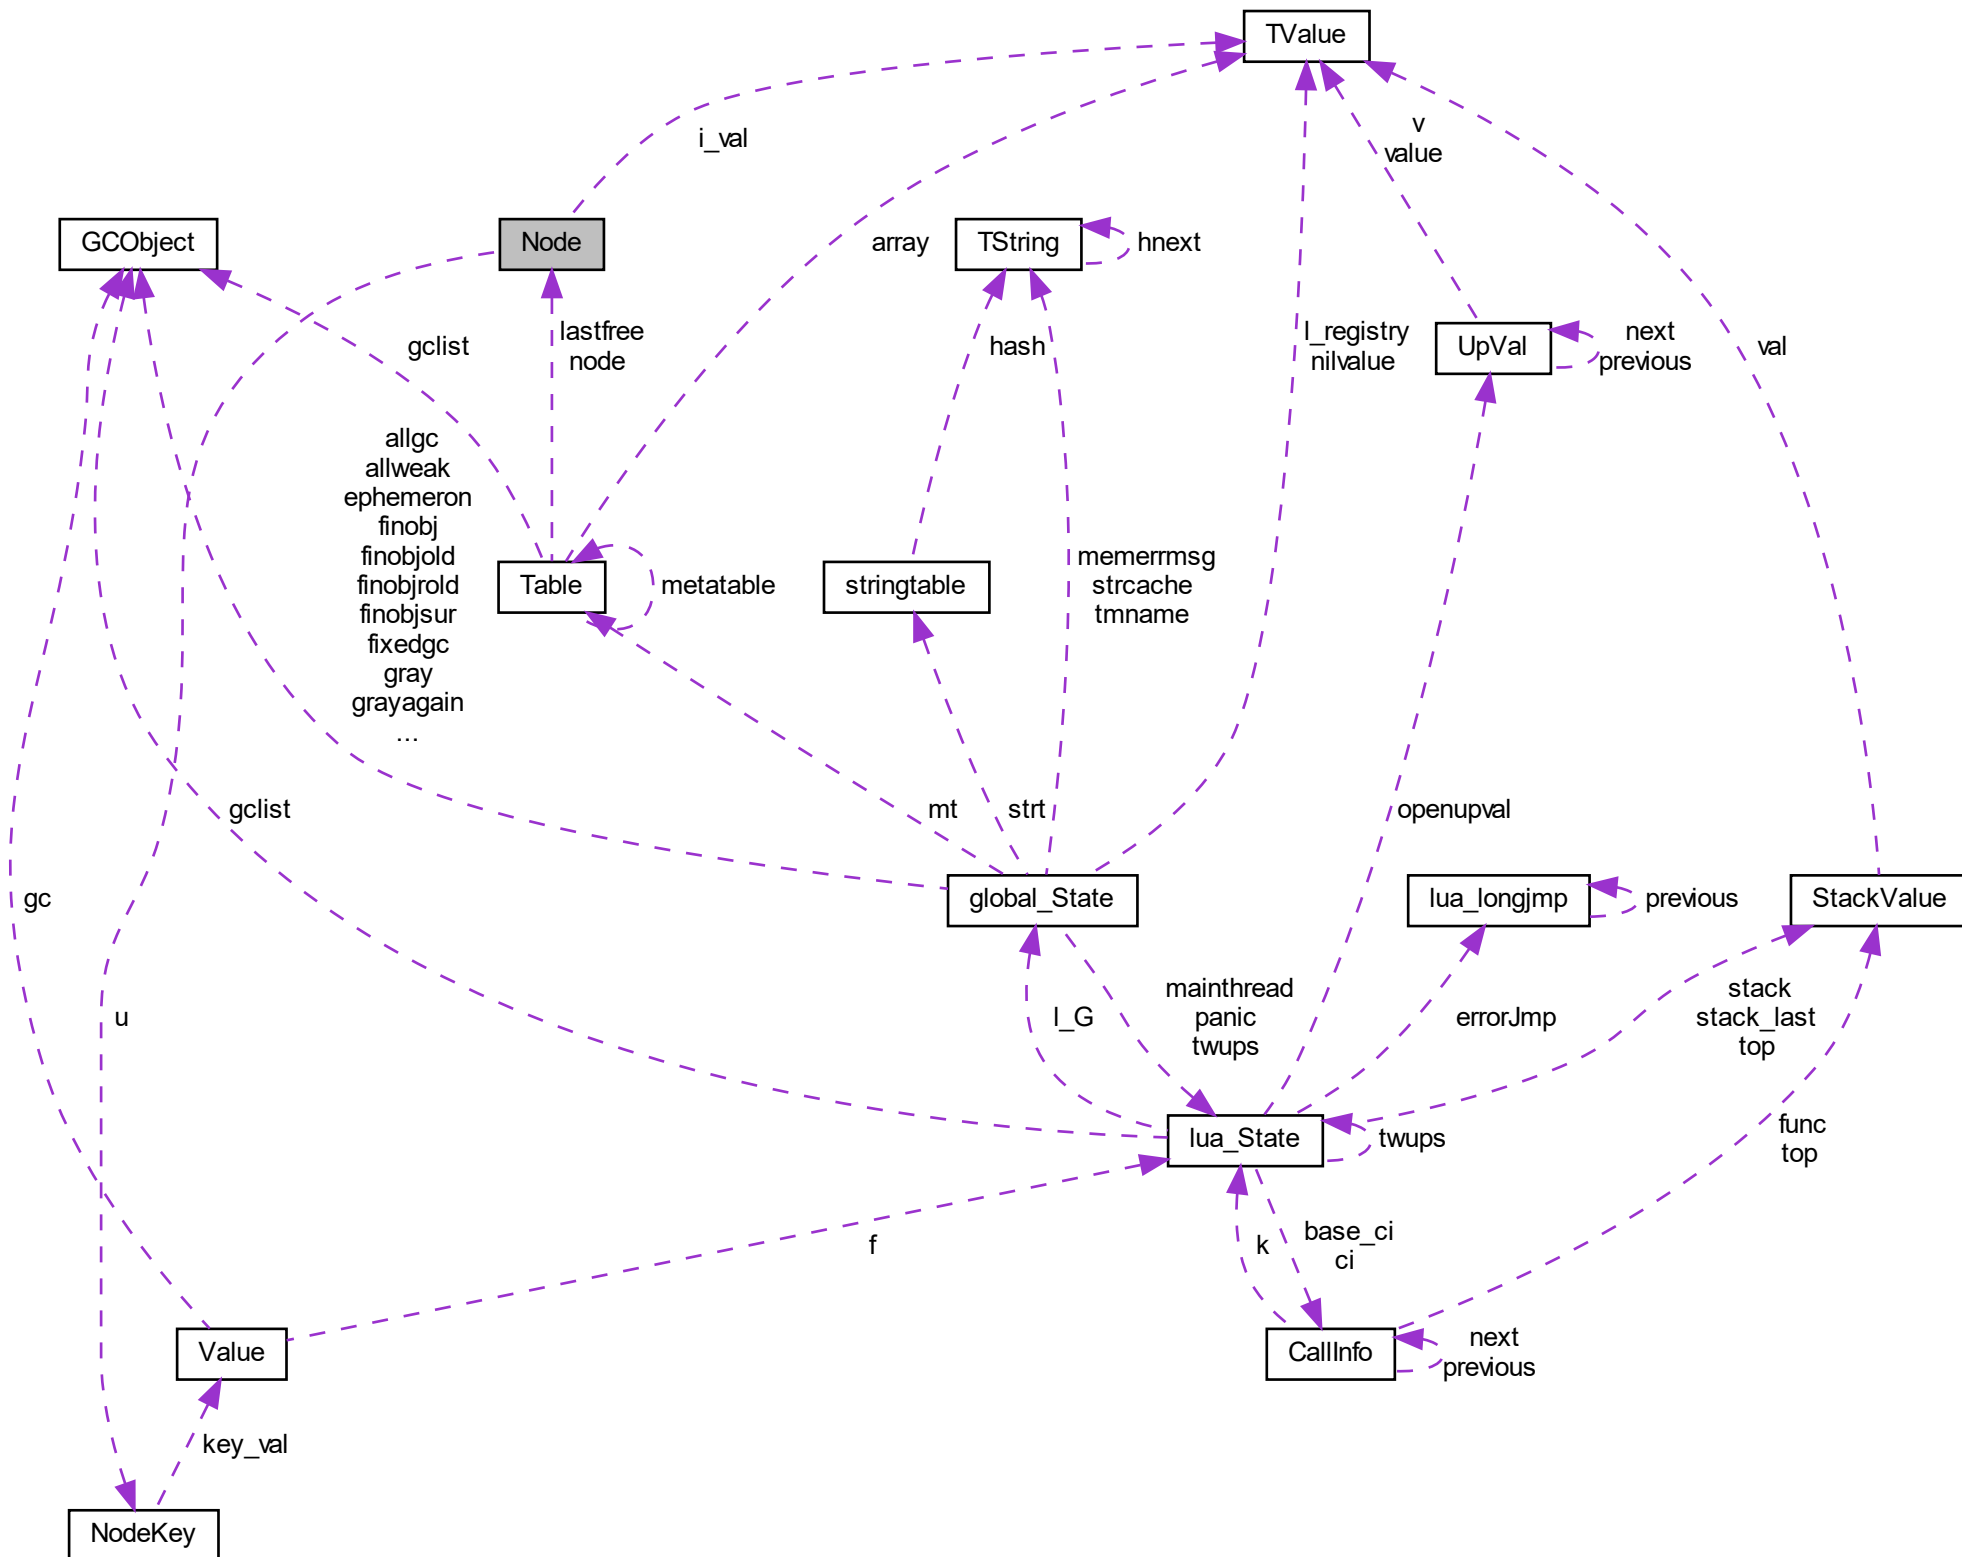 TValue
i_val
v
value
GCObject
Node
array
TString
hnext
gclist
lastfree
node
hash
l_registry
nilvalue
UpVal
next
previous
val
allgc
allweak
ephemeron
finobj
finobjold
finobjrold
finobjsur
fixedgc
gray
grayagain
...
Table
metatable
stringtable
memerrmsg
strcache
tmname
gclist
mt
strt
openupval
gc
global_State
lua_longjmp
previous
StackValue
u
l_G
mainthread
panic
twups
errorJmp
stack
stack_last
top
lua_State
twups
func
top
f
k
base_ci
ci
Value
CallInfo
next
previous
key_val
NodeKey